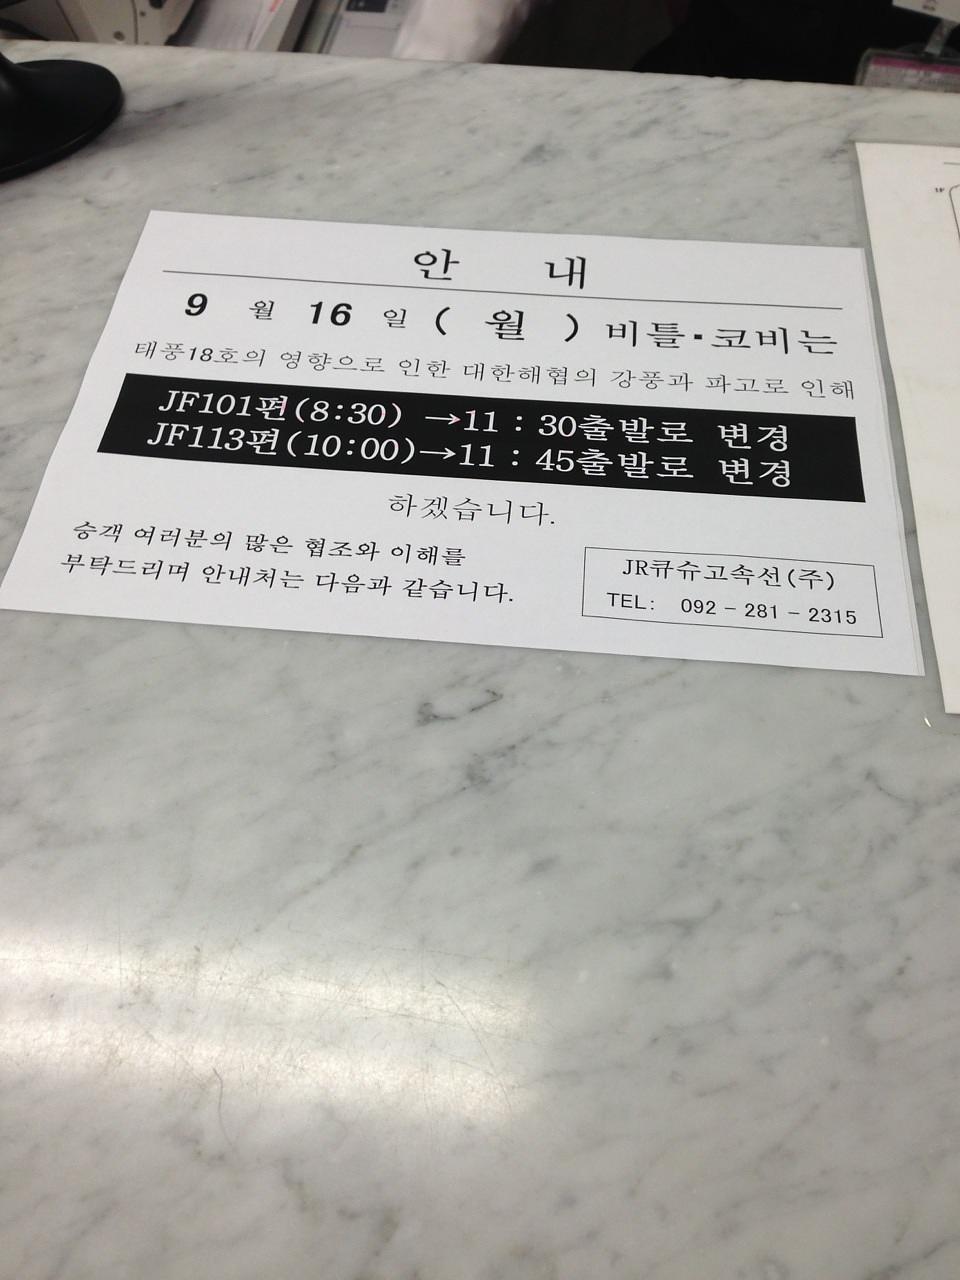 안 내
9 월 16 일 ( 월 ) 비틀·코비는
태풍18호의 영향으로 인한 대한해협의 강풍과 파고로 인해
JF101편(8:30) →11 : 30출발로 변경
JF113편(10:00)→11 : 45출발로 변경
하겠습니다.
승객 여러분의 많은 협조와 이해를
부탁드리며 안내처는 다음과 같습니다.
JR큐슈고속선(주)
TEL: 092 - 281 - 2315
1F